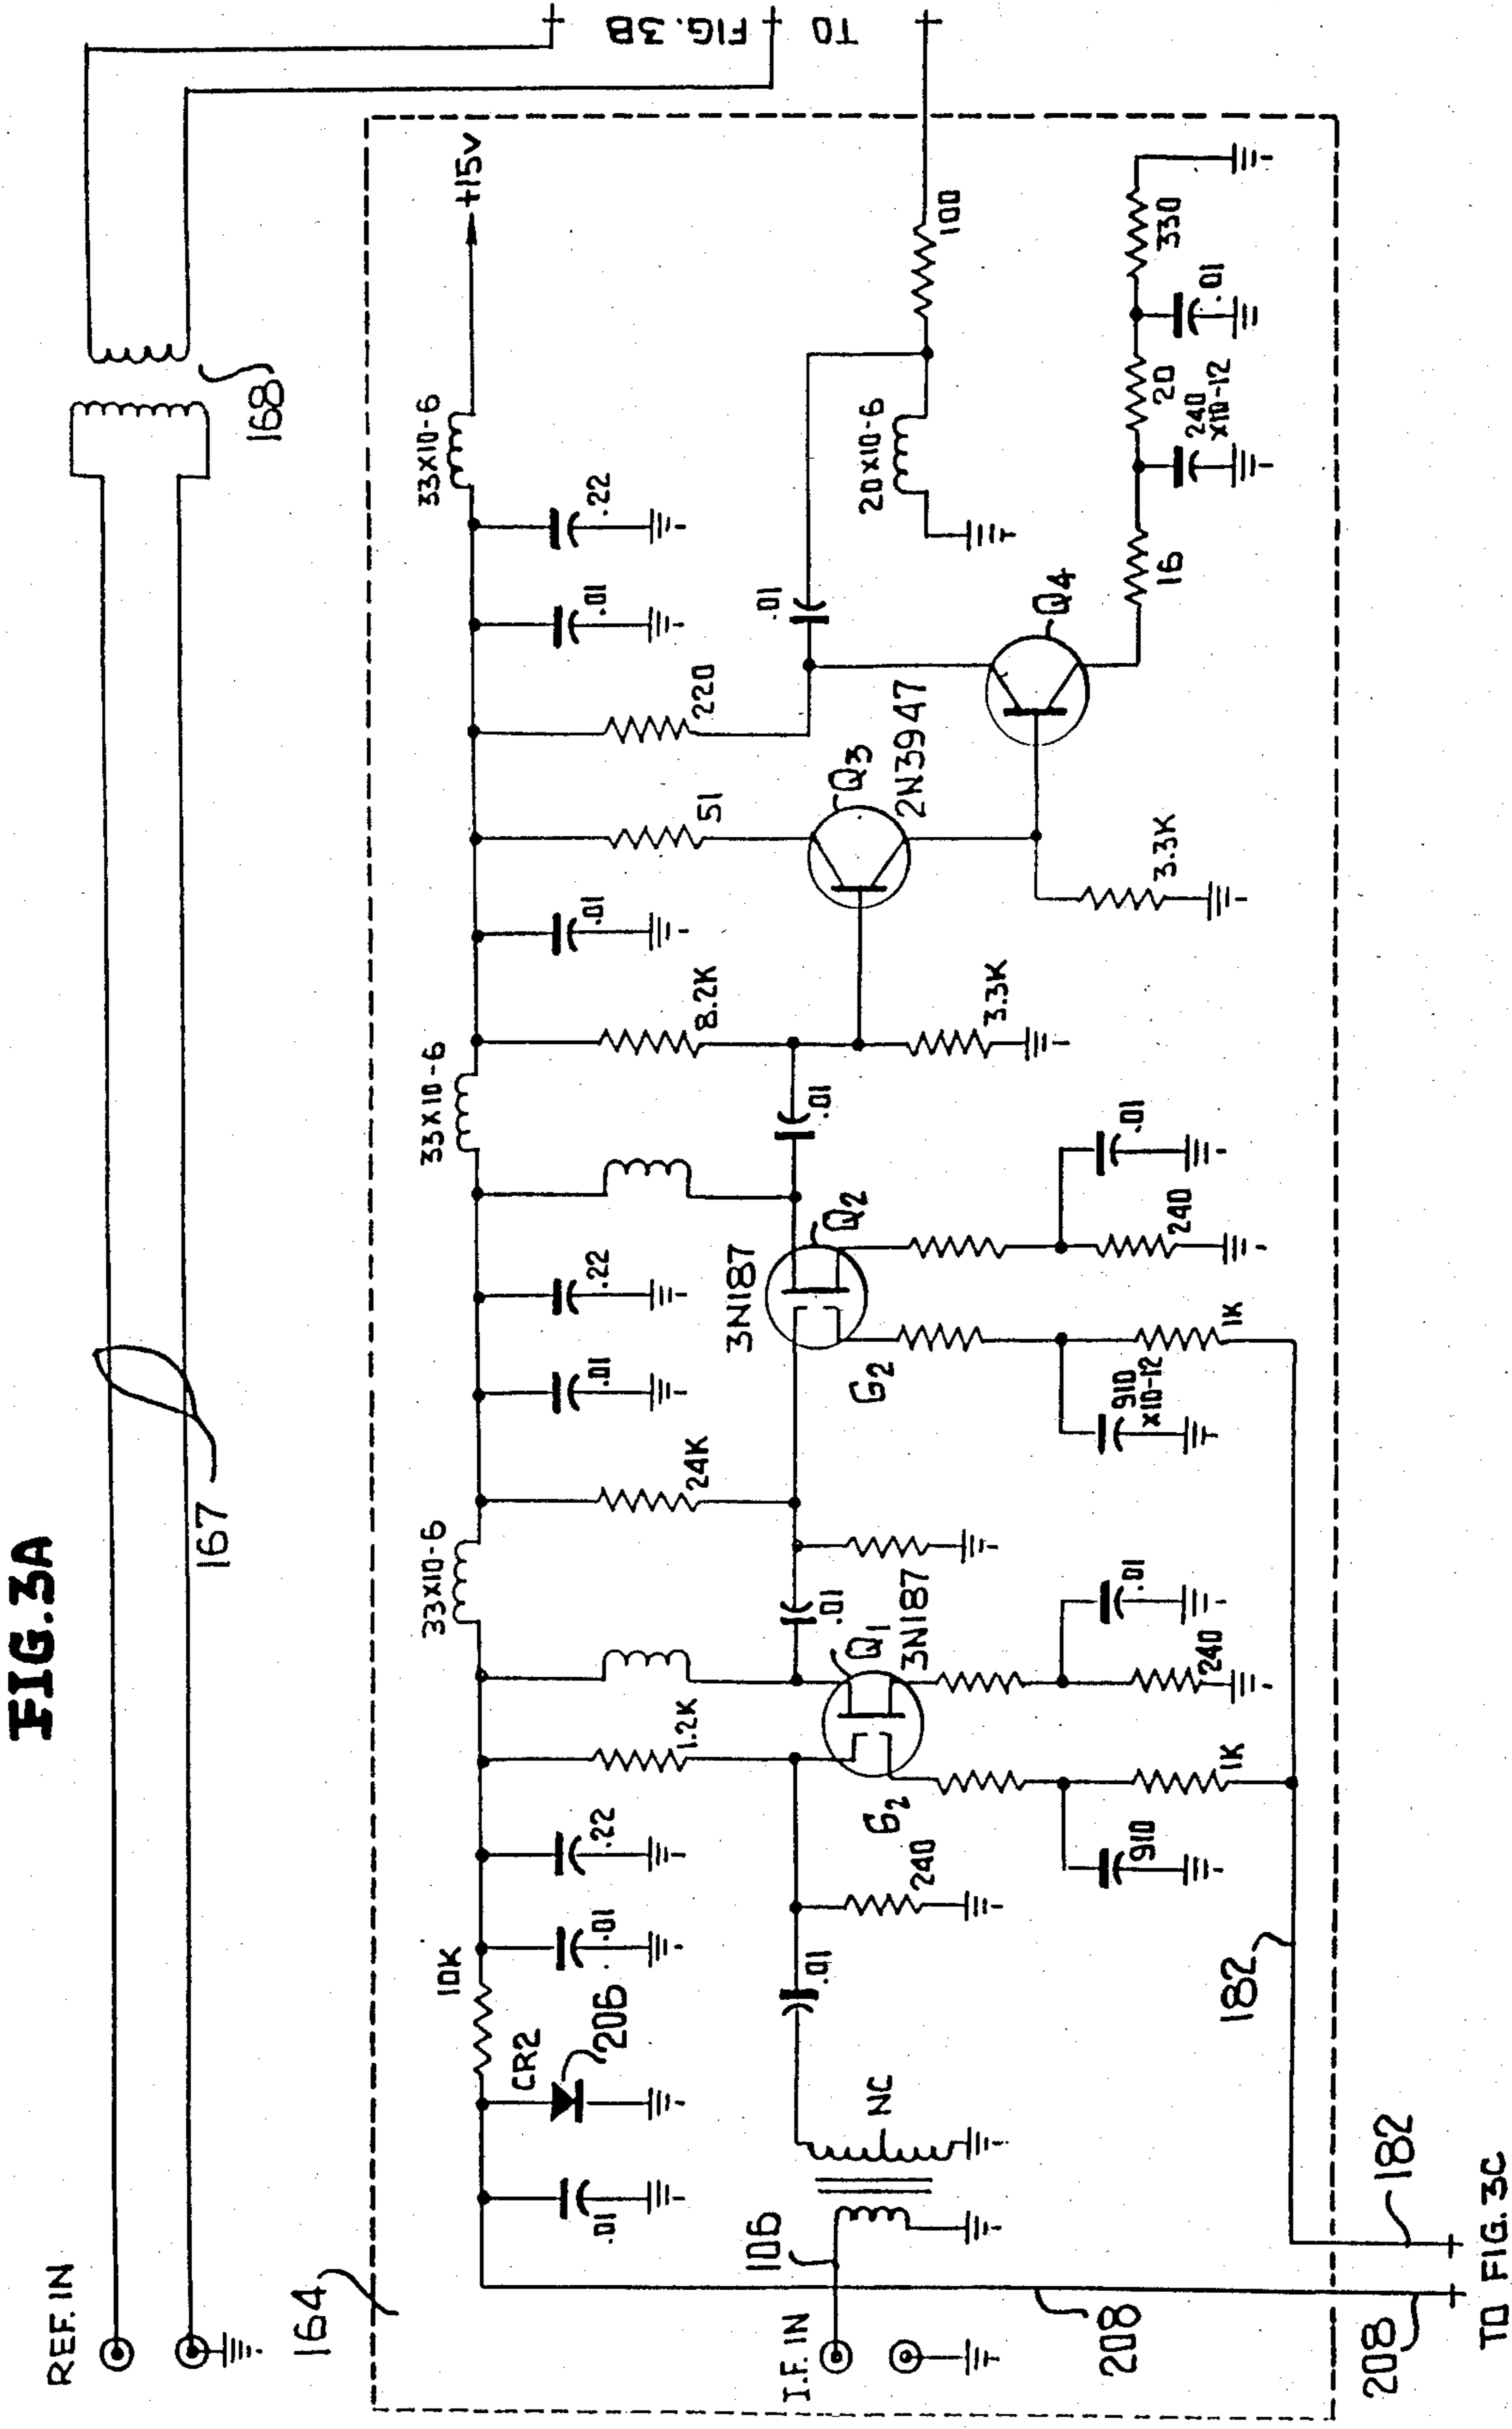 FIG.3A
REF. IN
167
168
TO FIG. 3B
164
+15V
10K
33X10-6
33X10-6
33X10-6
.01
CR2
206
.01
.22
1.2K
24K
.01
.22
8.2K
.01
51
220
.01
.22
I.F. IN
106
NC
.01
240
Q1
3N187
G2
.01
3N187
Q2
G2
.01
3.3K
Q3
2N3947
3.3K
Q4
.01
20X10-6
100
910
1K
240
.01
910
X10-12
1K
240
.01
16
240
X10-12
20
.01
330
208
182
208
182
TO FIG. 3C